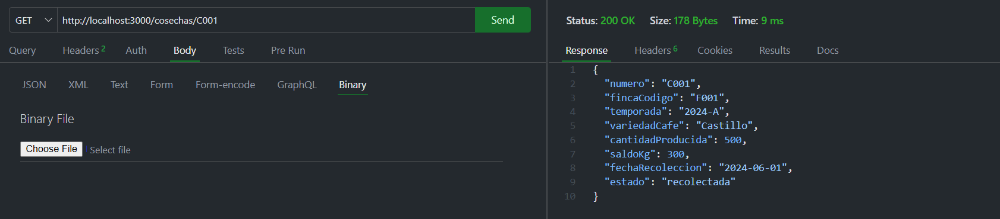 GET http://localhost:3000/cosechas/C001 Send
Query Headers 2 Auth Body Tests Pre Run
JSON XML Text Form Form-encode GraphQL Binary
Binary File
Choose File Select file
Status: 200 OK Size: 178 Bytes Time: 9 ms
Response Headers 6 Cookies Results Docs
1 {
2 "numero": "C001",
3 "fincaCodigo": "F001",
4 "temporada": "2024-A",
5 "variedadCafe": "Castillo",
6 "cantidadProducida": 500,
7 "saldoKg": 300,
8 "fechaRecoleccion": "2024-06-01",
9 "estado": "recolectada"
10 }